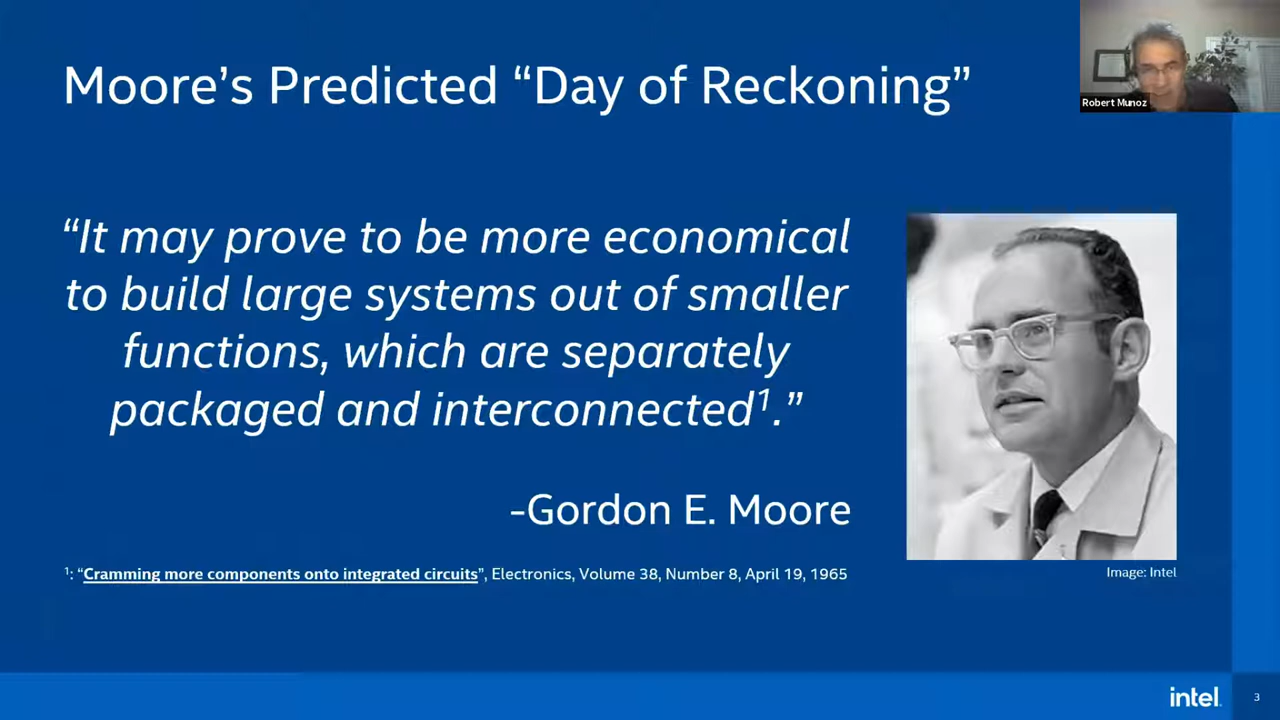 Moore’s Predicted “Day of Reckoning”
Robert Munoz
“It may prove to be more economical
to build large systems out of smaller
functions, which are separately
packaged and interconnected¹.”
-Gordon E. Moore
¹: “Cramming more components onto integrated circuits”, Electronics, Volume 38, Number 8, April 19, 1965
Image: Intel
intel.
3